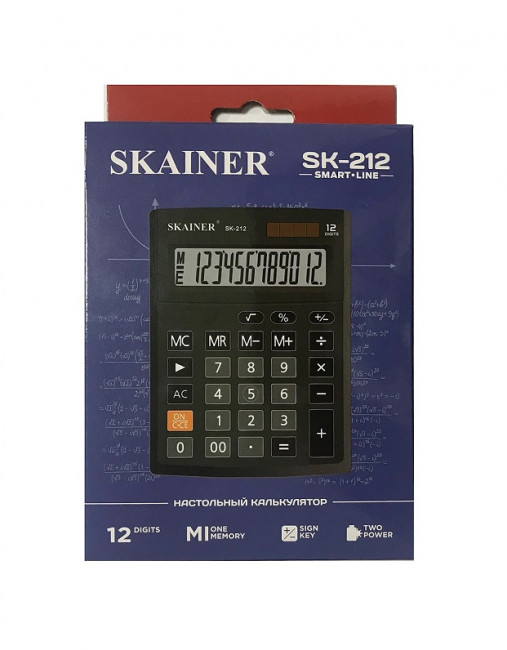 SKAINER®
SK-212
SMART•LINE
SKAINER®
SK-212
12
DIGITS
M
E
123456789012.
√ % +/−
MC MR M− M+ ÷
▶ 7 8 9 ×
AC 4 5 6 −
ON
C/CE
1 2 3
+
0 00 · =
НАСТОЛЬНЫЙ КАЛЬКУЛЯТОР
12 DIGITS
MI ONE
MEMORY
+/− SIGN
KEY
TWO
POWER